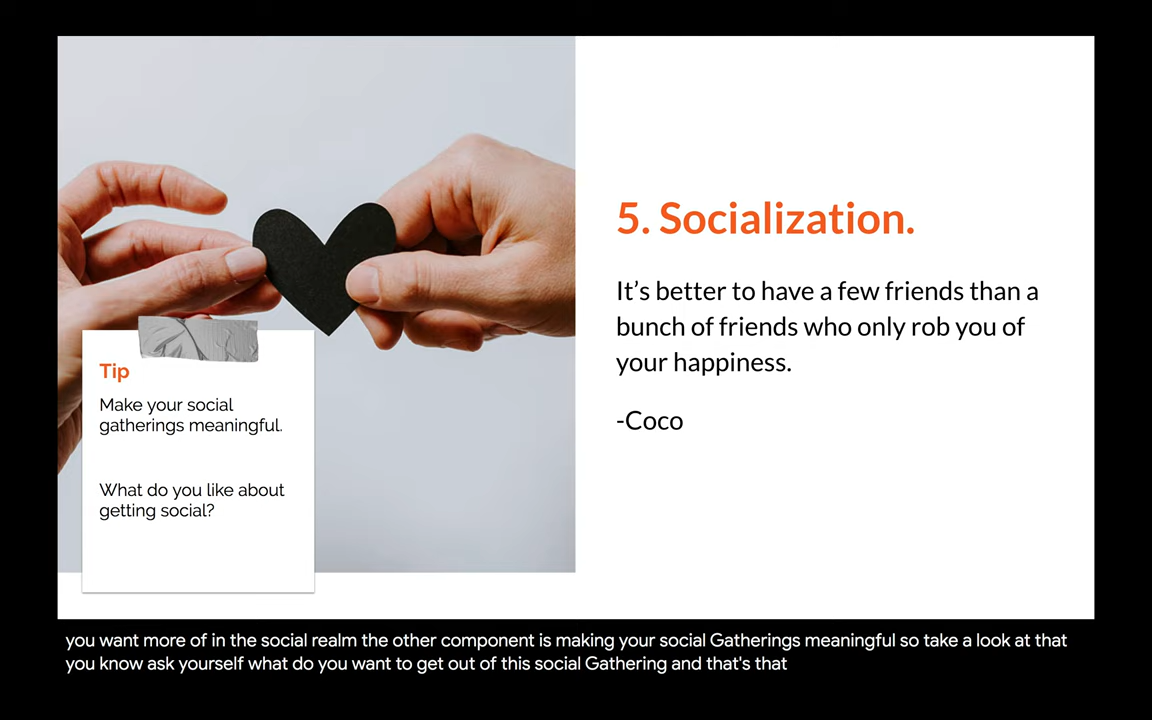 5. Socialization.
It’s better to have a few friends than a
bunch of friends who only rob you of
your happiness.
-Coco
Tip
Make your social
gatherings meaningful.
What do you like about
getting social?
you want more of in the social realm the other component is making your social Gatherings meaningful so take a look at that
you know ask yourself what do you want to get out of this social Gathering and that's that